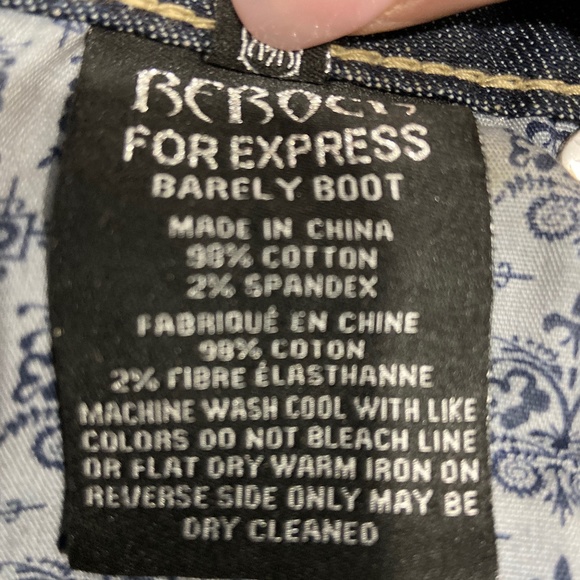 REROCK
FOR EXPRESS
BARELY BOOT
MADE IN CHINA
98% COTTON
2% SPANDEX
FABRIQUÉ EN CHINE
98% COTON
2% FIBRE ÉLASTHANNE
MACHINE WASH COOL WITH LIKE
COLORS DO NOT BLEACH LINE
OR FLAT DRY WARM IRON ON
REVERSE SIDE ONLY MAY BE
DRY CLEANED